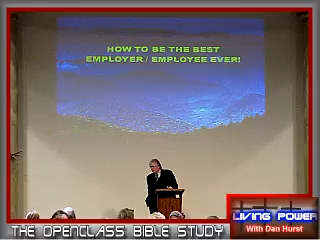 HOW TO BE THE BEST
EMPLOYER / EMPLOYEE EVER!
THE OPENCLASS BIBLE STUDY
LIVING POWER
With Dan Hurst